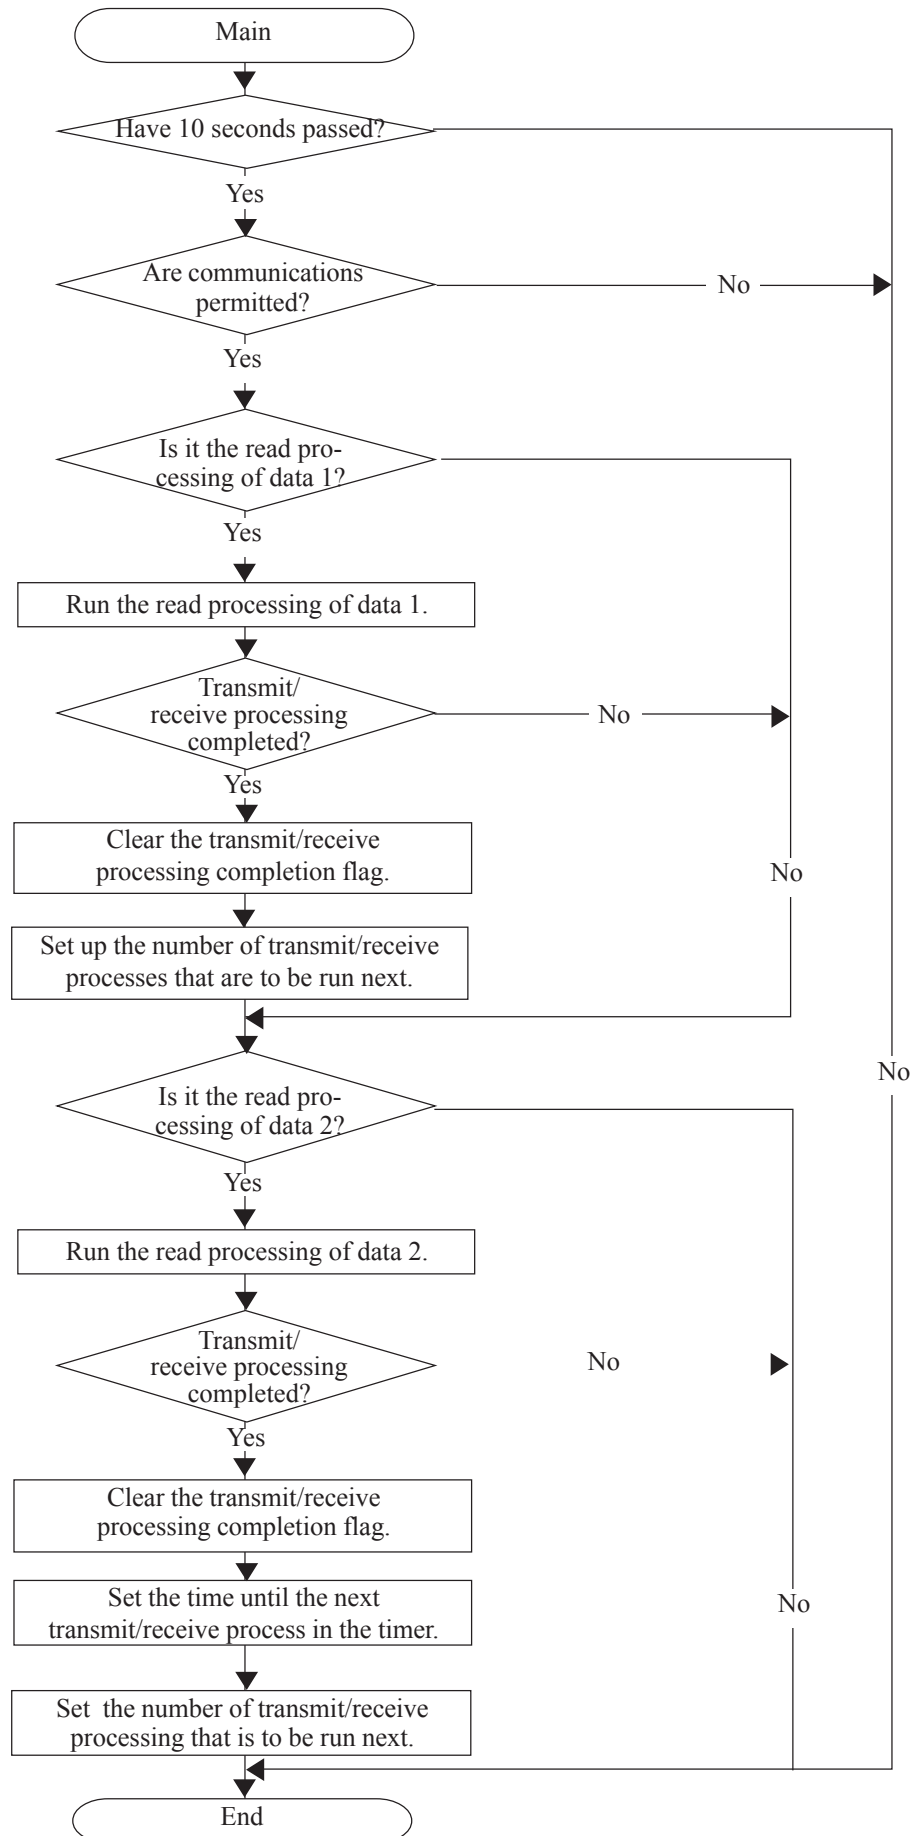 Main
Have 10 seconds passed?
Yes
Are communications
permitted?
No
Yes
Is it the read pro-
cessing of data 1?
Yes
Run the read processing of data 1.
Transmit/
receive processing
completed?
No
Yes
Clear the transmit/receive
processing completion flag.
No
Set up the number of transmit/receive
processes that are to be run next.
No
Is it the read pro-
cessing of data 2?
Yes
Run the read processing of data 2.
Transmit/
receive processing
completed?
No
Yes
Clear the transmit/receive
processing completion flag.
Set the time until the next
transmit/receive process in the timer.
No
Set  the number of transmit/receive
processing that is to be run next.
End